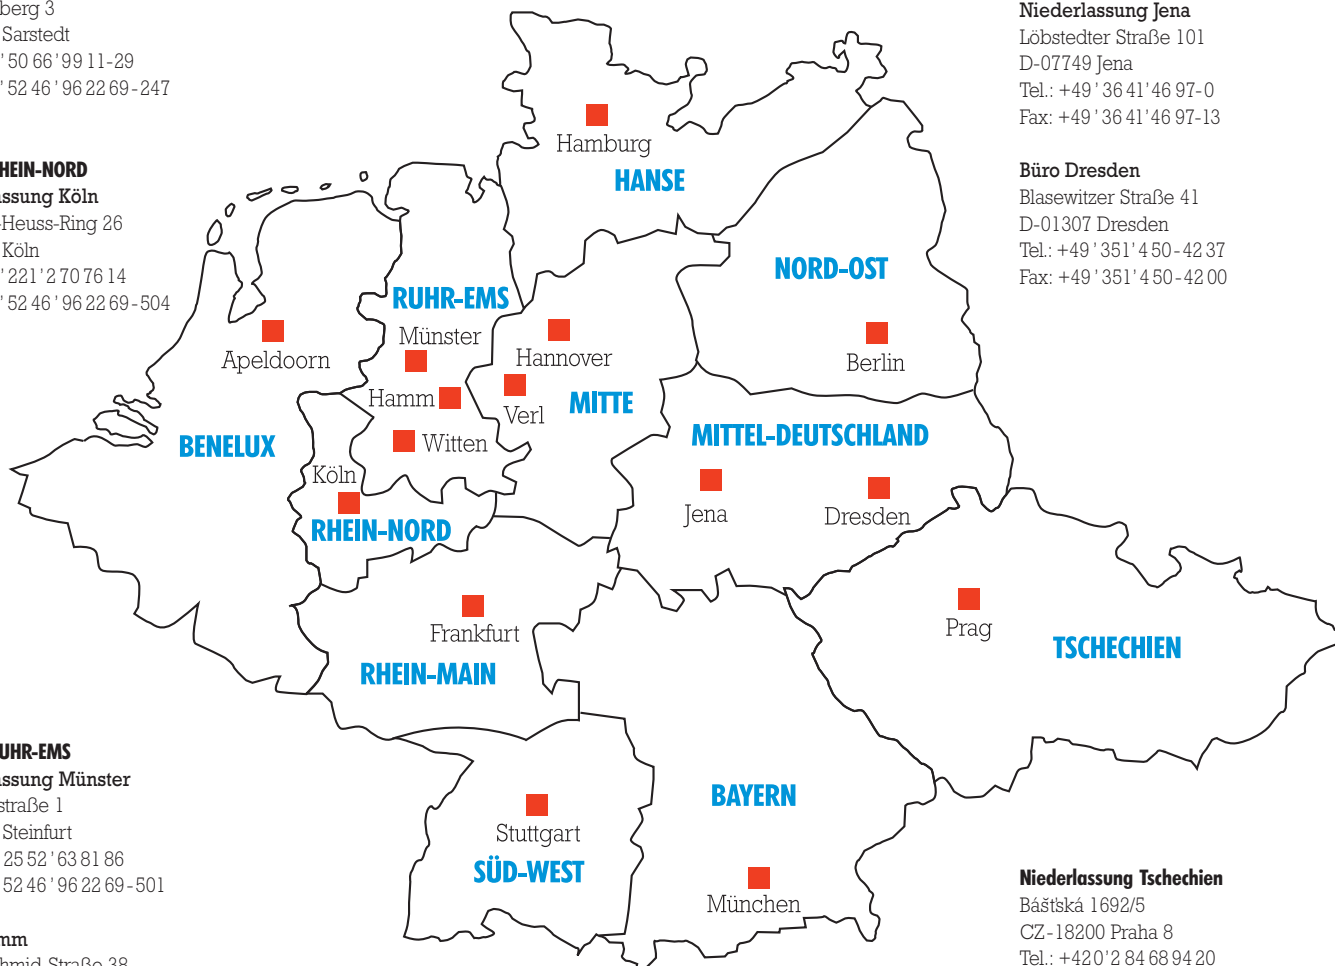 berg 3
Sarstedt
' 50 66 ' 99 11-29
' 52 46 ' 96 22 69-247
HEIN-NORD
assung Köln
-Heuss-Ring 26
Köln
' 221 ' 2 70 76 14
' 52 46 ' 96 22 69-504
UHR-EMS
assung Münster
straße 1
Steinfurt
25 52 ' 63 81 86
52 46 ' 96 22 69-501
mm
Hamburg
HANSE
NORD-OST
RUHR-EMS
Münster
Apeldoorn
Hannover
Berlin
Hamm
Verl
MITTE
BENELUX
Witten
MITTEL-DEUTSCHLAND
Köln
Jena
Dresden
RHEIN-NORD
Frankfurt
Prag
TSCHECHIEN
RHEIN-MAIN
BAYERN
Stuttgart
SÜD-WEST
München
Niederlassung Jena
Löbstedter Straße 101
D-07749 Jena
Tel.: +49 ' 36 41 ' 46 97-0
Fax: +49 ' 36 41 ' 46 97-13
Büro Dresden
Blasewitzer Straße 41
D-01307 Dresden
Tel.: +49 ' 351 ' 4 50-42 37
Fax: +49 ' 351 ' 4 50-42 00
Niederlassung Tschechien
Bášťská 1692/5
CZ-18200 Praha 8
Tel.: +420 ' 2 84 68 94 20